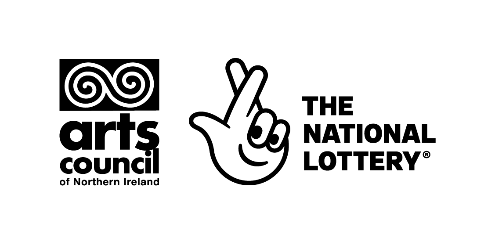 arts
council
of Northern Ireland
THE
NATIONAL
LOTTERY®